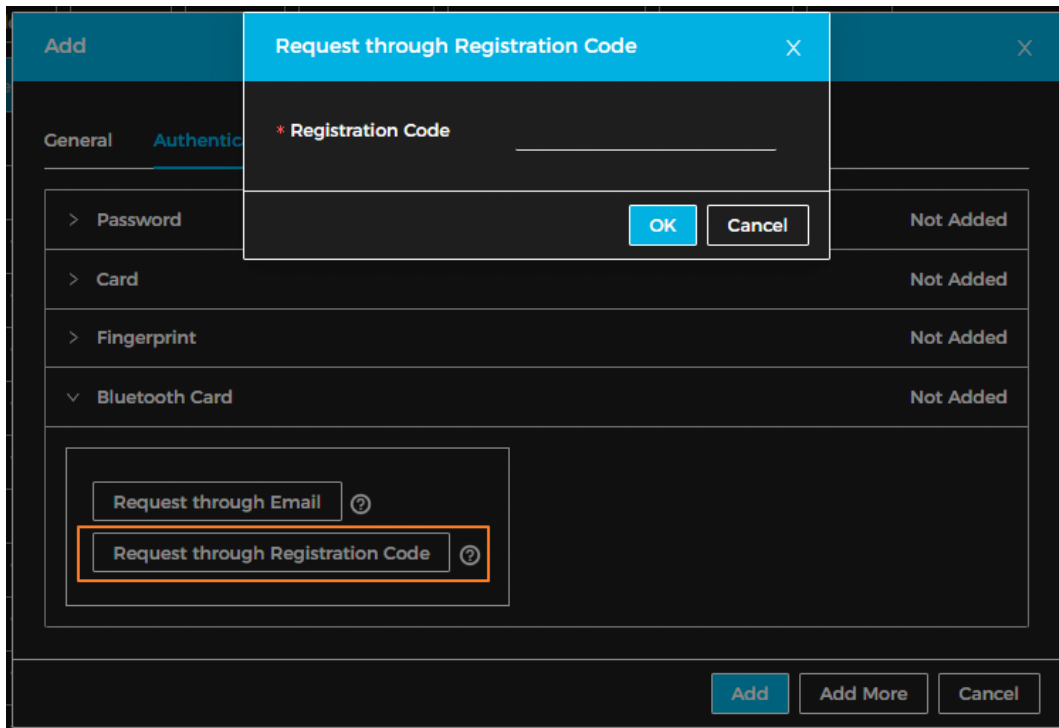 Add
Request through Registration Code
X
X
General
Authentic
* Registration Code
OK
Cancel
> Password
Not Added
> Card
Not Added
> Fingerprint
Not Added
Bluetooth Card
Not Added
Request through Email ?
Request through Registration Code ?
Add
Add More
Cancel